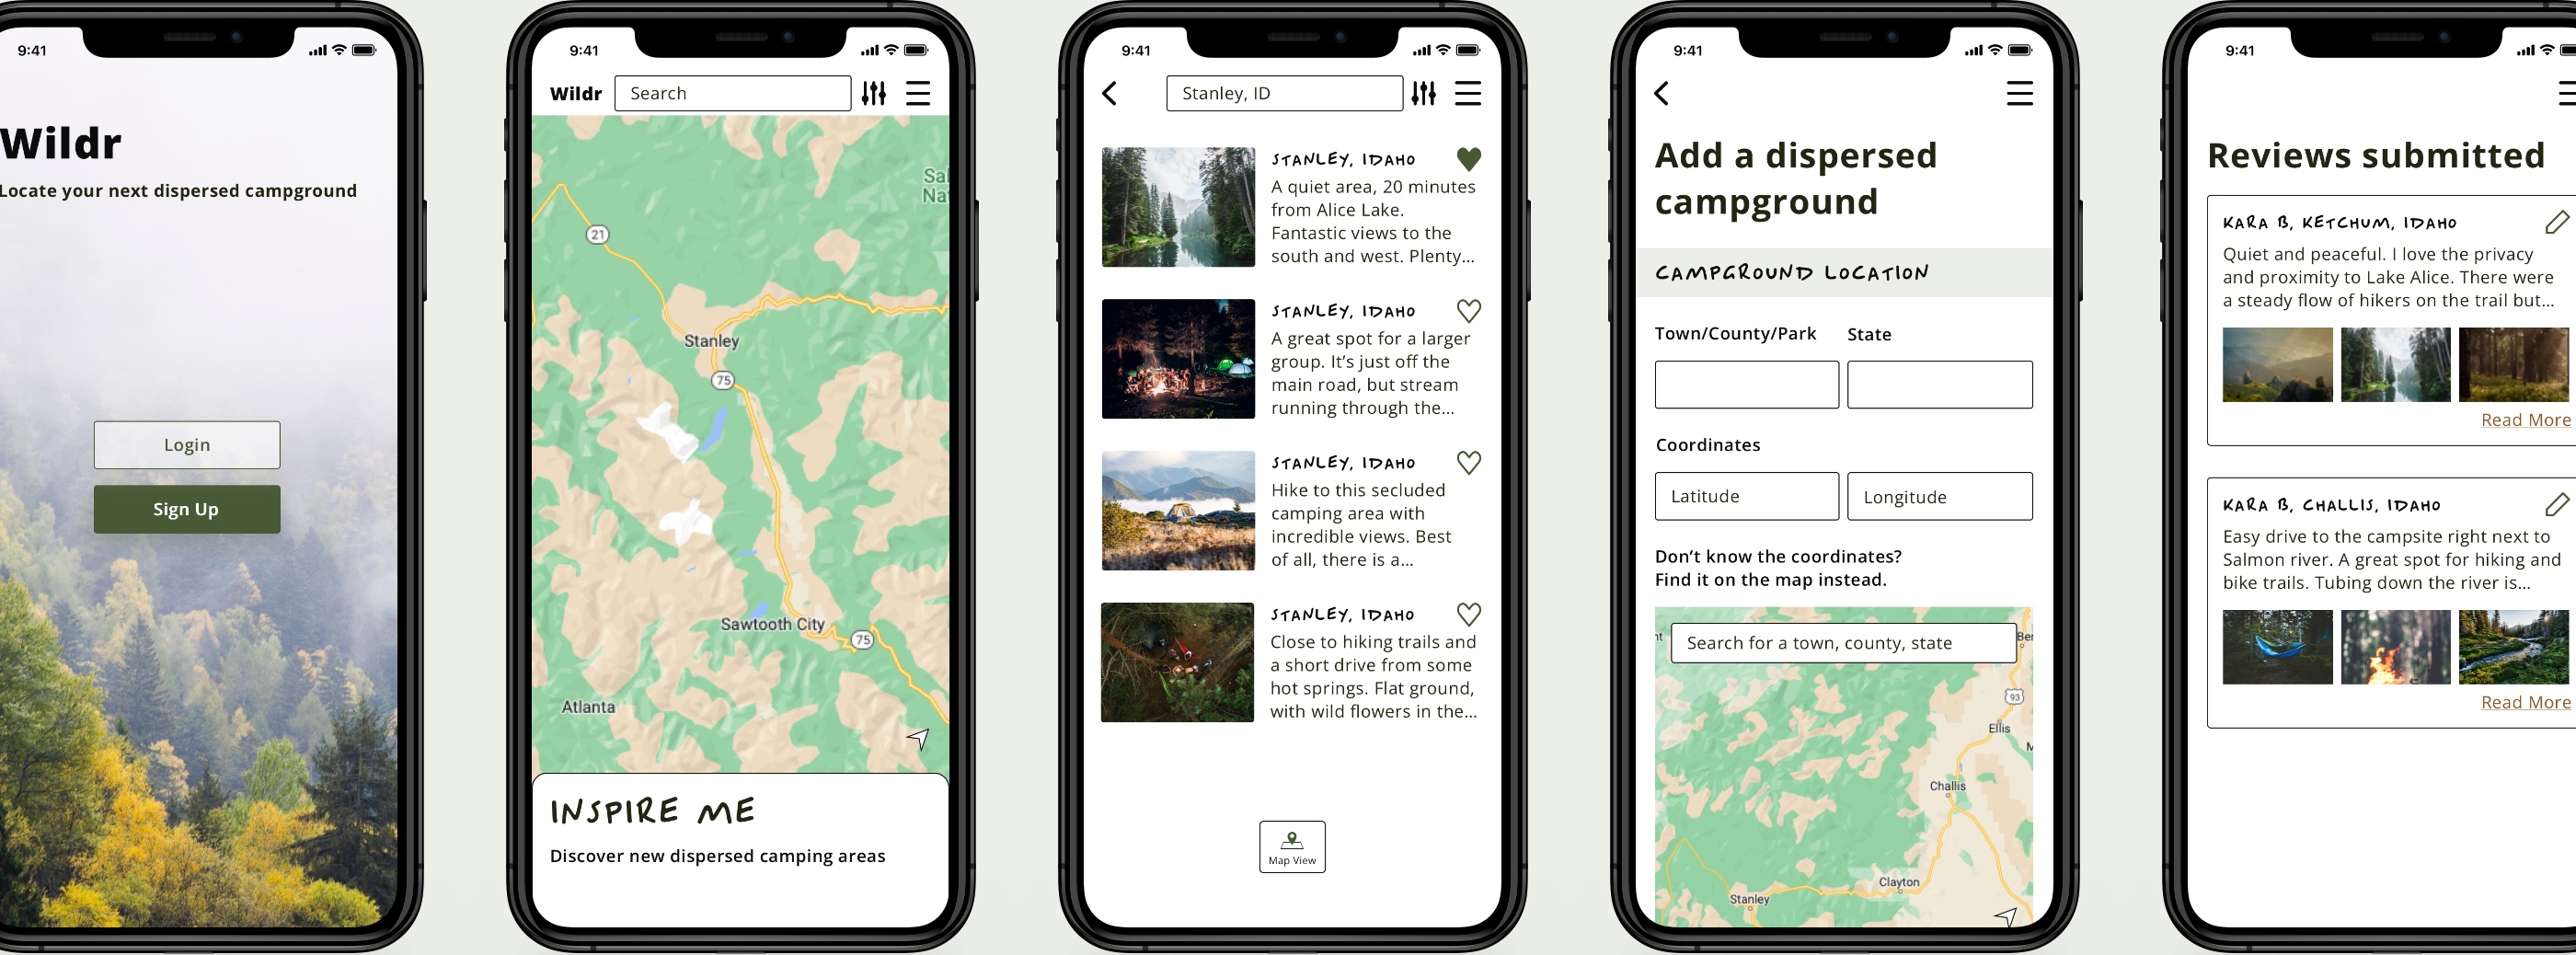 9:41
Wildr
Locate your next dispersed campground
Login
Sign Up
9:41
Wildr
Search
Sal
Nat
21
Stanley
75
Sawtooth City
75
Atlanta
INSPIRE ME
Discover new dispersed camping areas
9:41
Stanley, ID
STANLEY, IDAHO
A quiet area, 20 minutes
from Alice Lake.
Fantastic views to the
south and west. Plenty...
STANLEY, IDAHO
A great spot for a larger
group. It’s just off the
main road, but stream
running through the...
STANLEY, IDAHO
Hike to this secluded
camping area with
incredible views. Best
of all, there is a...
STANLEY, IDAHO
Close to hiking trails and
a short drive from some
hot springs. Flat ground,
with wild flowers in the...
Map View
9:41
Add a dispersed
campground
CAMPGROUND LOCATION
Town/County/Park State
Coordinates
Latitude Longitude
Don’t know the coordinates?
Find it on the map instead.
Search for a town, county, state
nt
Ber
93
Ellis
M
Challis
Clayton
Stanley
9:41
Reviews submitted
KARA B, KETCHUM, IDAHO
Quiet and peaceful. I love the privacy
and proximity to Lake Alice. There were
a steady flow of hikers on the trail but...
Read More
KARA B, CHALLIS, IDAHO
Easy drive to the campsite right next to
Salmon river. A great spot for hiking and
bike trails. Tubing down the river is...
Read More